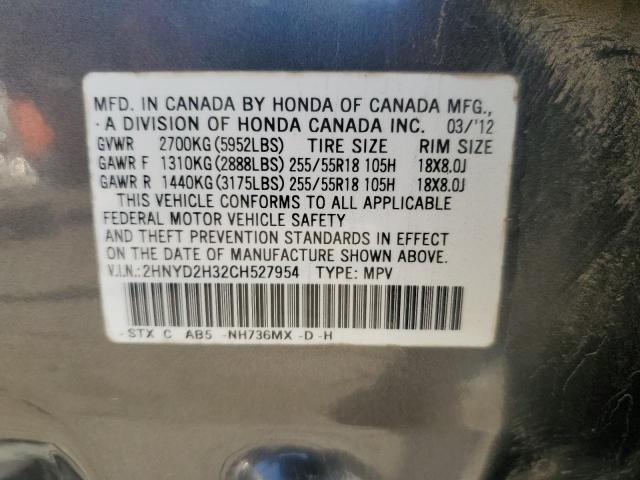 MFD. IN CANADA BY HONDA OF CANADA MFG.,
A DIVISION OF HONDA CANADA INC. 03/'12
GVWR 2700KG(5952LBS) TIRE SIZE RIM SIZE
GAWR F 1310KG(2888LBS) 255/55R18 105H 18X8.0J
GAWR R 1440KG(3175LBS) 255/55R18 105H 18X8.0J
THIS VEHICLE CONFORMS TO ALL APPLICABLE
FEDERAL MOTOR VEHICLE SAFETY
AND THEFT PREVENTION STANDARDS IN EFFECT
ON THE DATE OF MANUFACTURE SHOWN ABOVE.
V.I.N.:2HNYD2H32CH527954 TYPE: MPV
-STX C AB5 -NH736MX -D -H